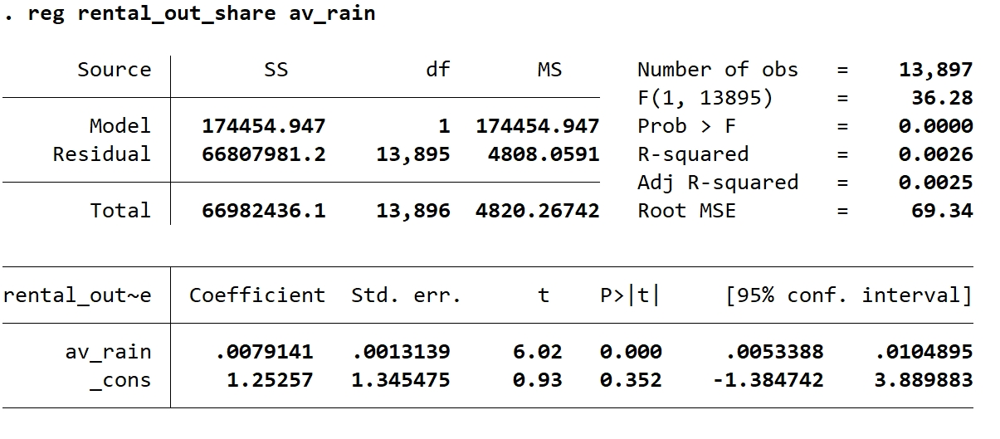 . reg rental_out_share av_rain
Source SS df MS Number of obs = 13,897
F(1, 13895) = 36.28
Model 174454.947 1 174454.947 Prob > F = 0.0000
Residual 66807981.2 13,895 4808.0591 R-squared = 0.0026
Adj R-squared = 0.0025
Total 66982436.1 13,896 4820.26742 Root MSE = 69.34
rental_out~e Coefficient Std. err. t P>|t| [95% conf. interval]
av_rain .0079141 .0013139 6.02 0.000 .0053388 .0104895
_cons 1.25257 1.345475 0.93 0.352 -1.384742 3.889883